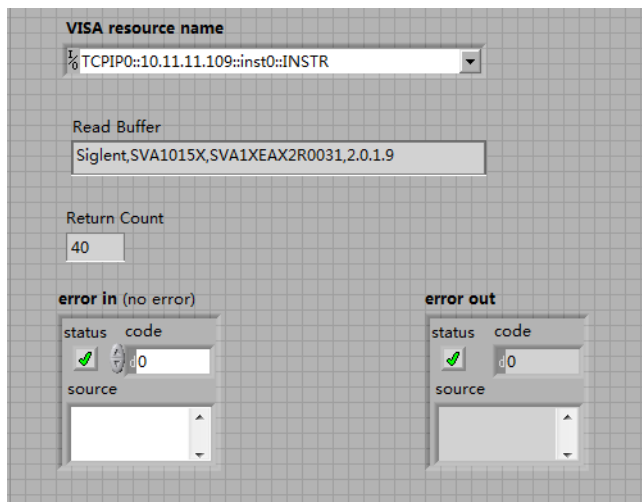 VISA resource name
I/O TCPIP0::10.11.11.109::inst0::INSTR
Read Buffer
Siglent,SVA1015X,SVA1XEAX2R0031,2.0.1.9
Return Count
40
error in (no error)
error out
status code
status code
d 0
d 0
source
source